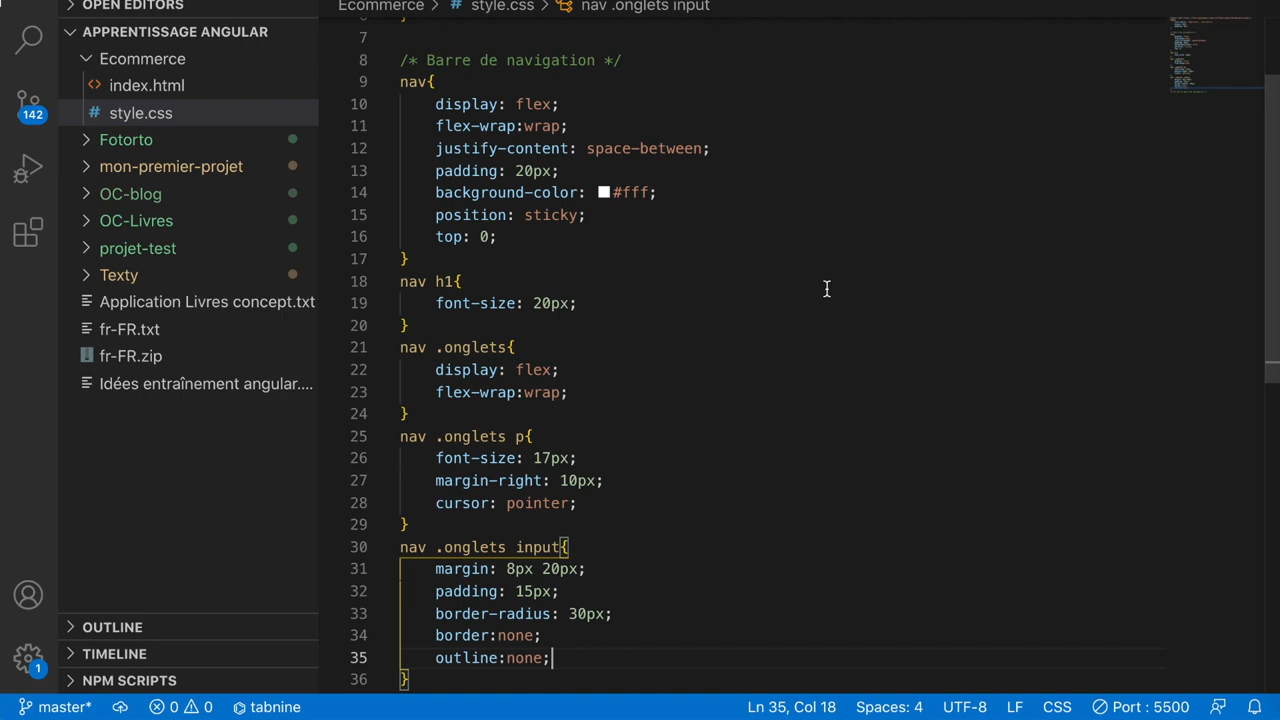 OPEN EDITORS
APPRENTISSAGE ANGULAR
Ecommerce
<> index.html
# style.css
Fotorto
mon-premier-projet
OC-blog
OC-Livres
projet-test
Texty
Application Livres concept.txt
fr-FR.txt
fr-FR.zip
Idées entraînement angular....
OUTLINE
TIMELINE
NPM SCRIPTS
142
1
Ecommerce > # style.css > nav .onglets input
7
8 /* Barre de navigation */
9 nav{
10 display: flex;
11 flex-wrap:wrap;
12 justify-content: space-between;
13 padding: 20px;
14 background-color: #fff;
15 position: sticky;
16 top: 0;
17 }
18 nav h1{
19 font-size: 20px;
20 }
21 nav .onglets{
22 display: flex;
23 flex-wrap:wrap;
24 }
25 nav .onglets p{
26 font-size: 17px;
27 margin-right: 10px;
28 cursor: pointer;
29 }
30 nav .onglets input{
31 margin: 8px 20px;
32 padding: 15px;
33 border-radius: 30px;
34 border:none;
35 outline:none;
36 }
master* 0 0 tabnine Ln 35, Col 18 Spaces: 4 UTF-8 LF CSS Port : 5500